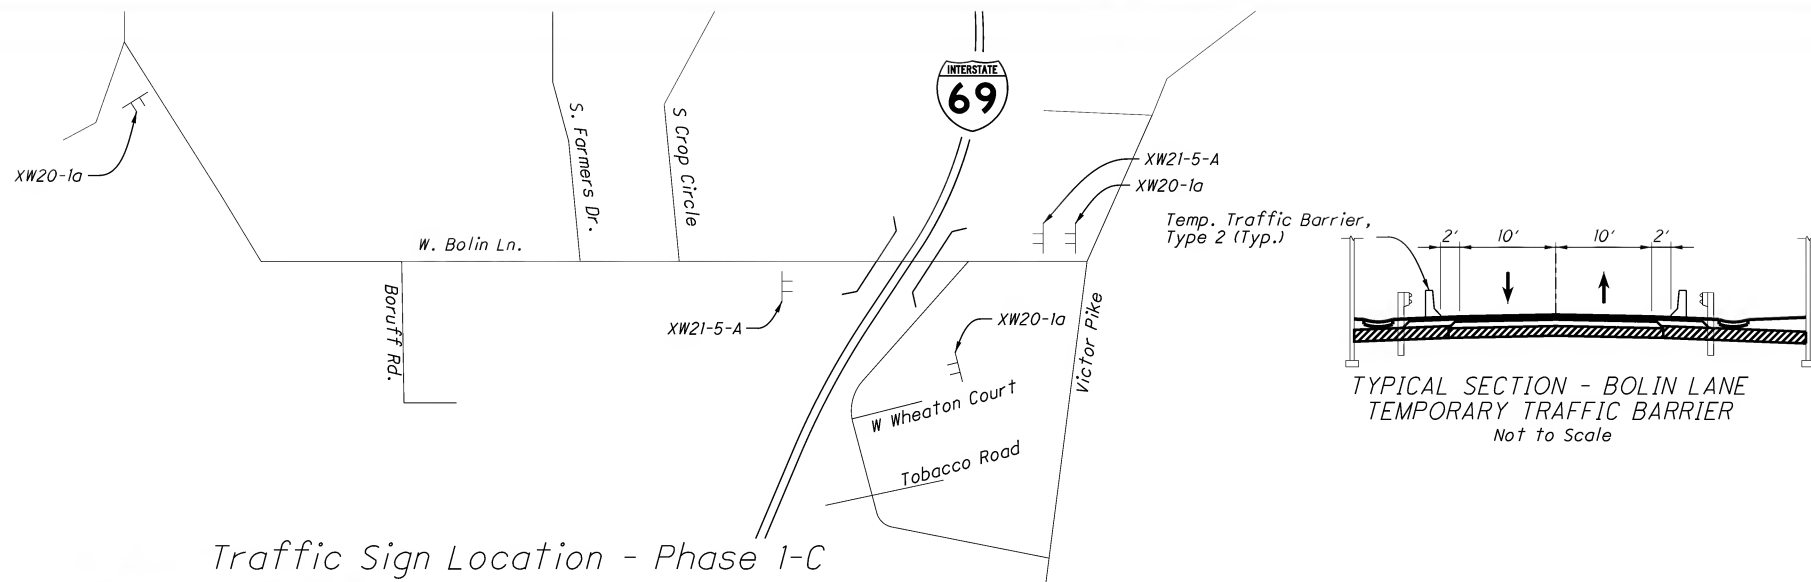 INTERSTATE
69
XW20-1a
S. Farmers Dr.
S Crop Circle
XW21-5-A
XW20-1a
Temp. Traffic Barrier,
Type 2 (Typ.)
2'
10'
10'
2'
W. Bolin Ln.
Boruff Rd.
XW21-5-A
XW20-1a
Victor Pike
W Wheaton Court
Tobacco Road
TYPICAL SECTION - BOLIN LANE
TEMPORARY TRAFFIC BARRIER
Not to Scale
Traffic Sign Location - Phase 1-C